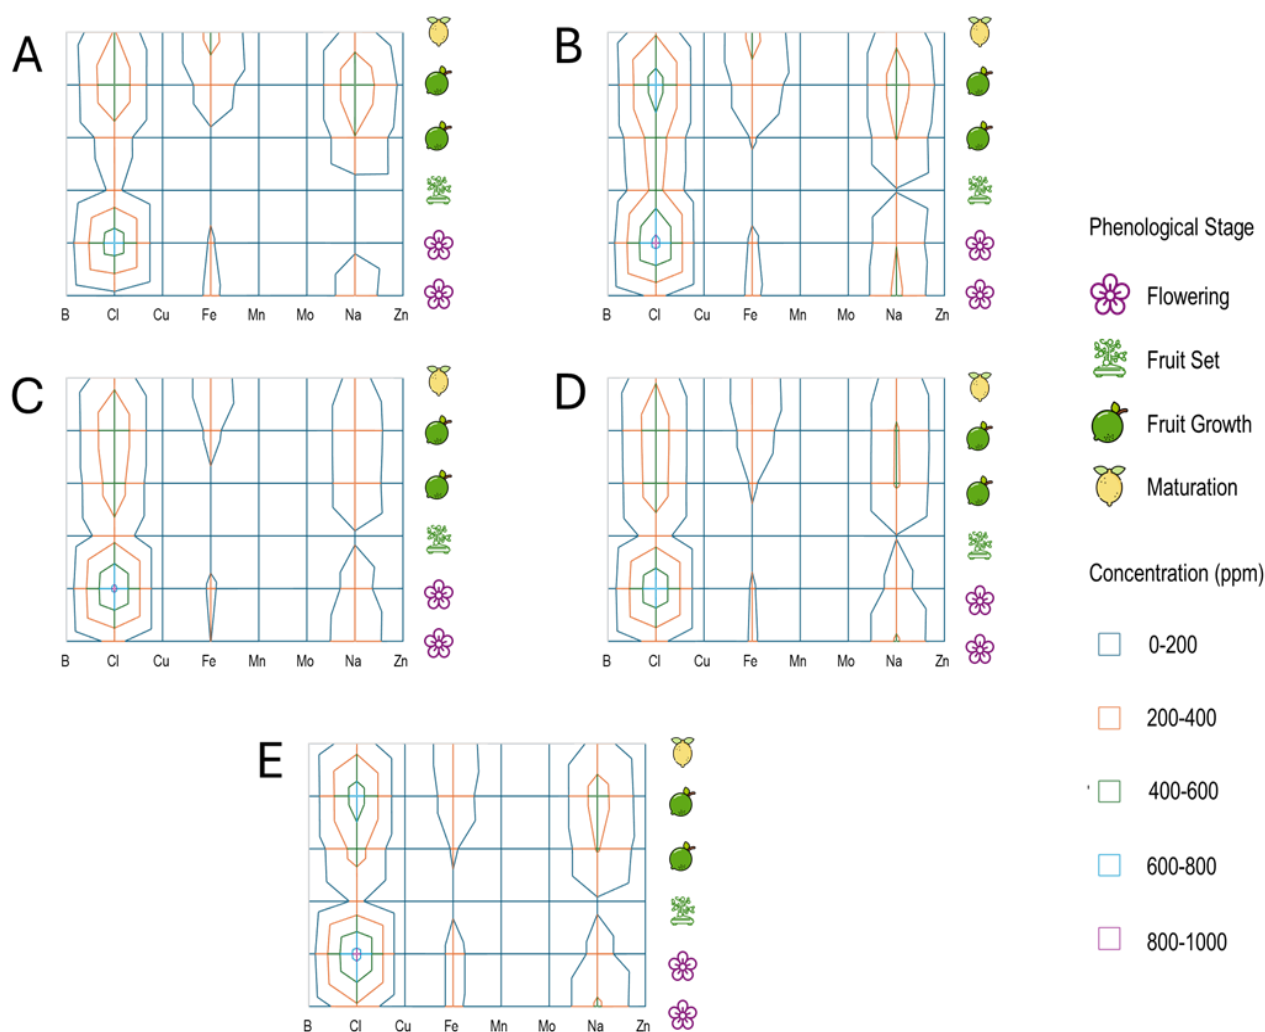 A
B Cl Cu Fe Mn Mo Na Zn
B
B Cl Cu Fe Mn Mo Na Zn
C
B Cl Cu Fe Mn Mo Na Zn
D
B Cl Cu Fe Mn Mo Na Zn
E
B Cl Cu Fe Mn Mo Na Zn
Phenological Stage
Flowering
Fruit Set
Fruit Growth
Maturation
Concentration (ppm)
0-200
200-400
400-600
600-800
800-1000